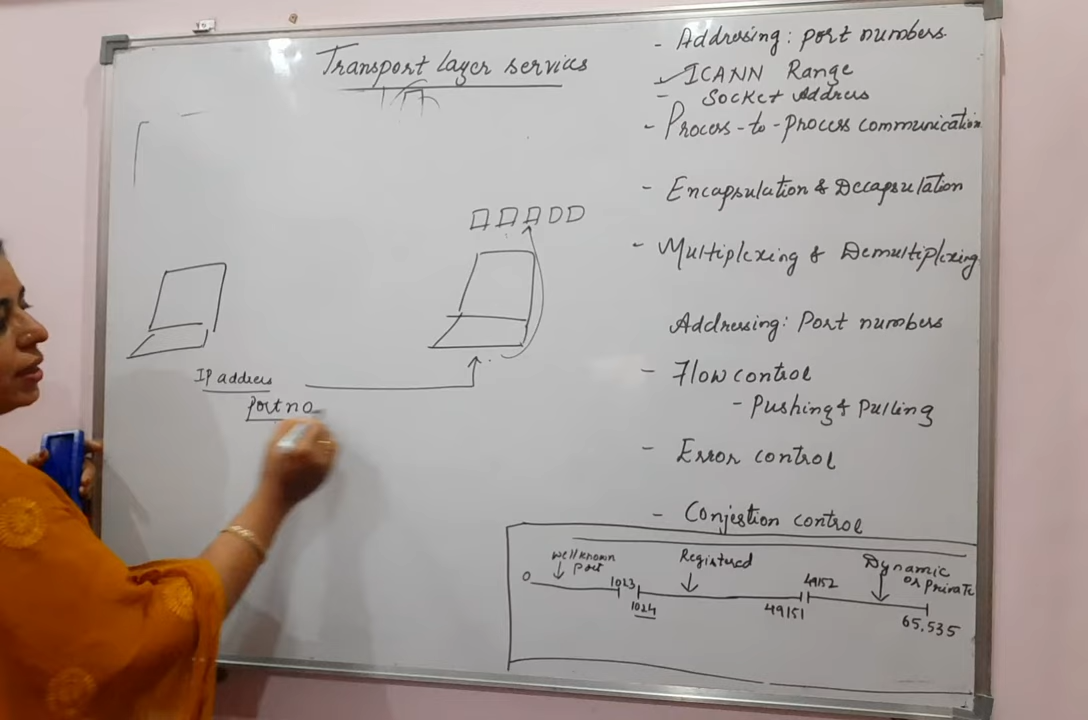 Transport layer services
- Addressing: port numbers.
- ICANN Range
- Socket Address
- Process-to-Process communication
- Encapsulation & Decapsulation
- Multiplexing & Demultiplexing
Addressing: Port numbers
- Flow control
- Pushing & Pulling
- Error control
- Conjestion control
IP address
Port no
0
well known
port
1023
1024
Registered
49151
49152
Dynamic
or Private
65.535